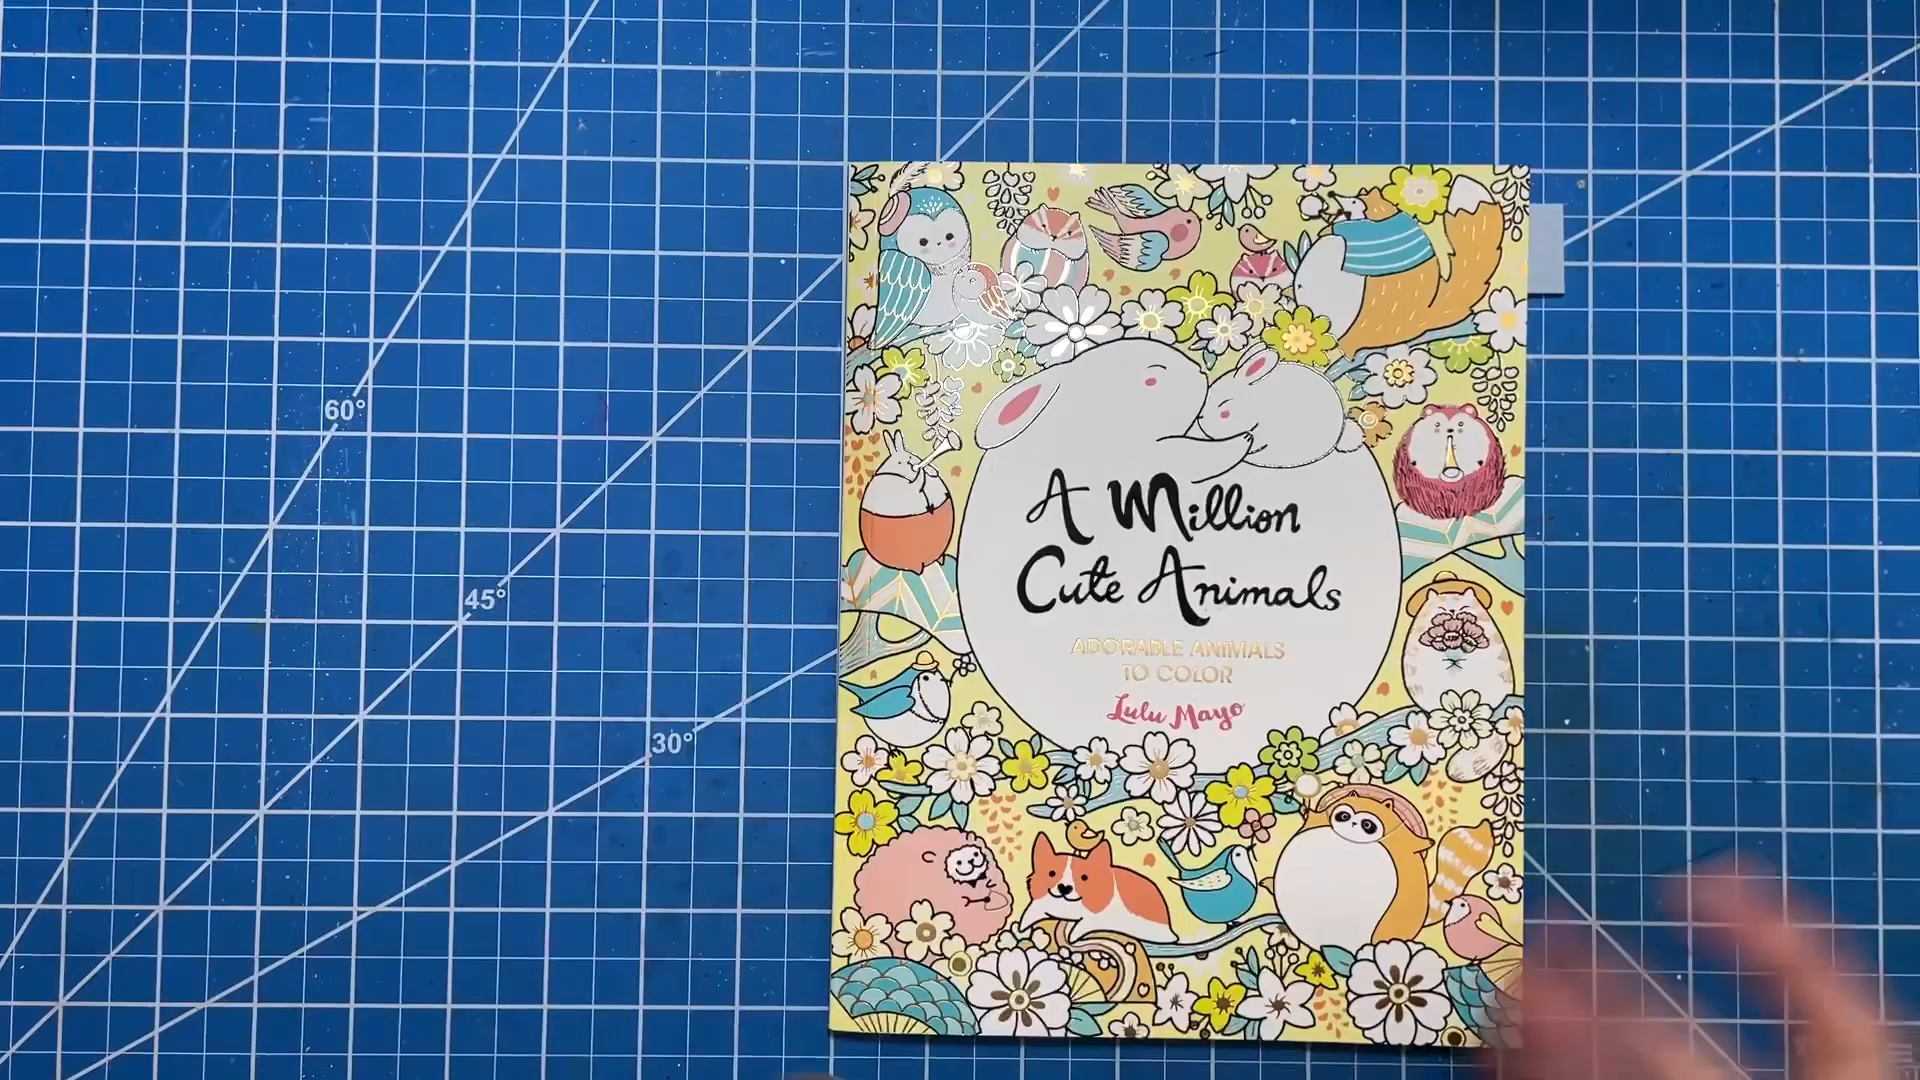 60°
45°
30°
A Million
Cute Animals
ADORABLE ANIMALS
TO COLOR
Lulu Mayo